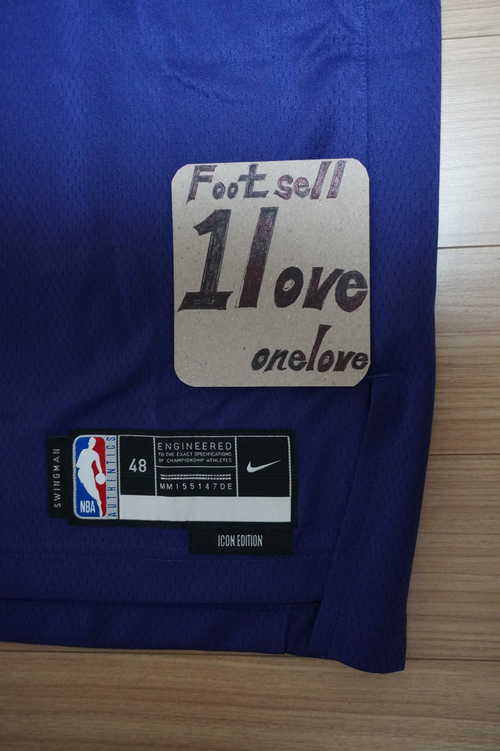 Foot sell
1love
onelove
SWINGMAN
NBA
AUTHENTICS
48
ENGINEERED
TO THE EXACT SPECIFICATIONS
OF CHAMPIONSHIP ATHLETES
MM155147DE
ICON EDITION